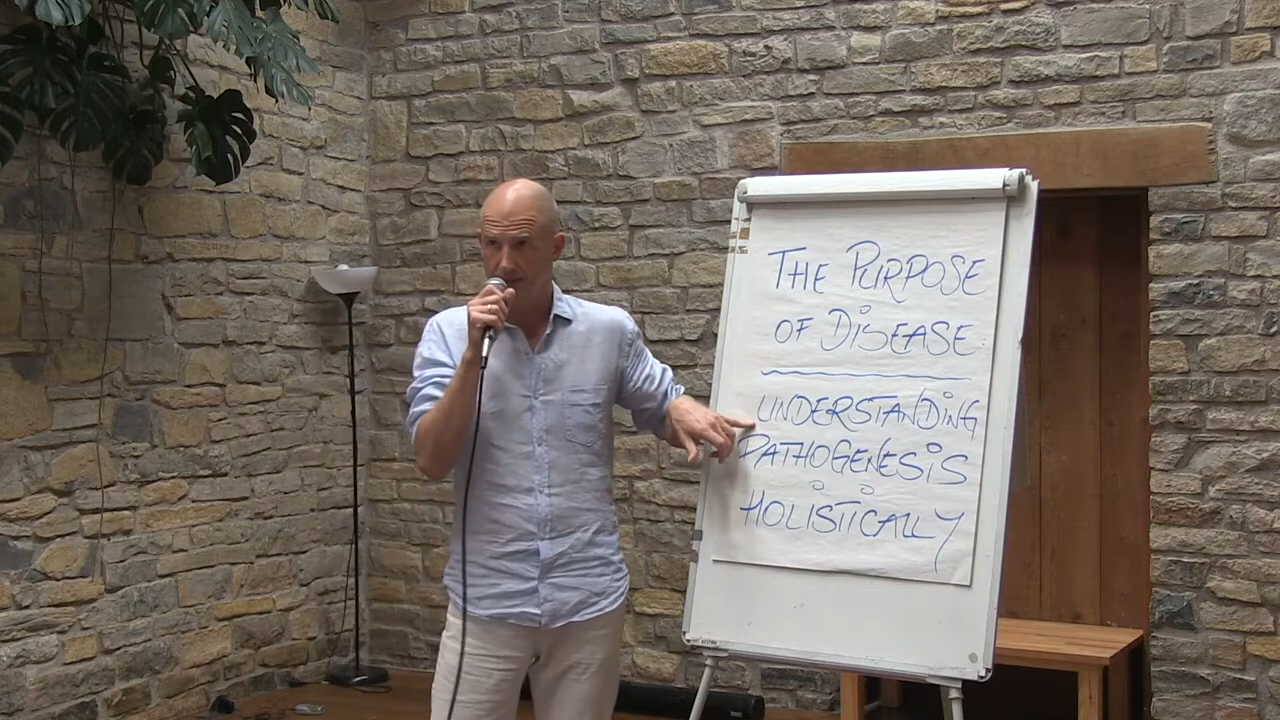 THE PURPOSE
OF DISEASE
UNDERSTANDING
PATHOGENESIS
HOLISTICALLY